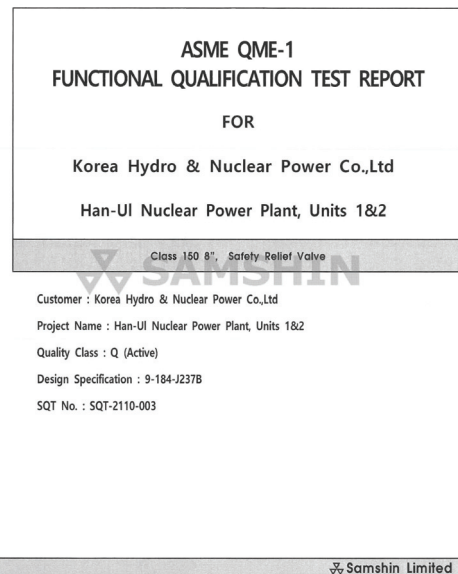 ASME QME-1
FUNCTIONAL QUALIFICATION TEST REPORT
FOR
Korea Hydro & Nuclear Power Co.,Ltd
Han-Ul Nuclear Power Plant, Units 1&2
Class 150 8", Safety Relief Valve
SAMSHIN
Customer : Korea Hydro & Nuclear Power Co.,Ltd
Project Name : Han-Ul Nuclear Power Plant, Units 1&2
Quality Class : Q (Active)
Design Specification : 9-184-J237B
SQT No. : SQT-2110-003
Samshin Limited